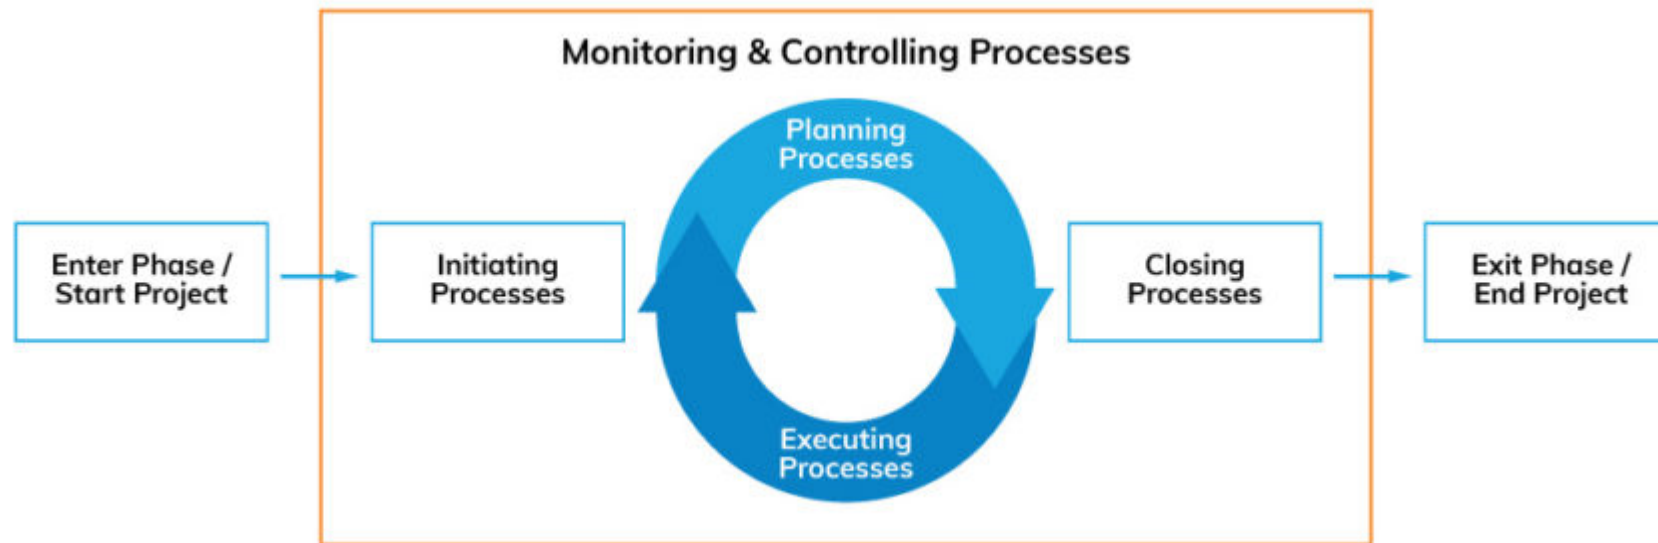 Monitoring & Controlling Processes
Planning
Processes
Enter Phase /
Start Project
Initiating
Processes
Closing
Processes
Exit Phase /
End Project
Executing
Processes